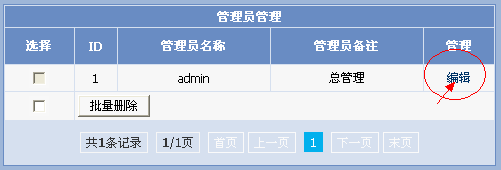 管理员管理
选择 ID 管理员名称 管理员备注 管理
1 admin 总管理 编辑
批量删除
共1条记录 1/1页 首页 上一页 1 下一页 末页